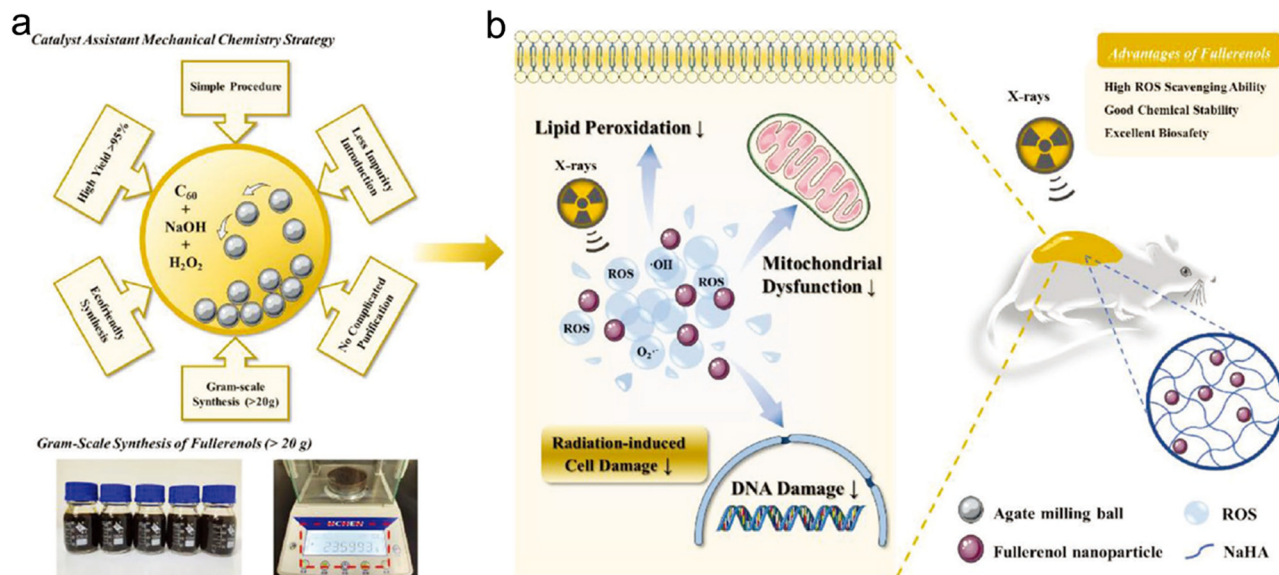 a
Catalyst Assistant Mechanical Chemistry Strategy
Simple Procedure
High Yield >95%
Less Impurity
Introduction
C₆₀
+
NaOH
+
H₂O₂
Ecofriendly
Synthesis
No Complicated
Purification
Gram-scale
Synthesis (>20g)
Gram-Scale Synthesis of Fullerenols (> 20 g)
b
Lipid Peroxidation ↓
X-rays
ROS
·OH
ROS
ROS
O₂·⁻
Mitochondrial
Dysfunction ↓
Radiation-induced
Cell Damage ↓
DNA Damage ↓
Advantages of Fullerenols
High ROS Scavenging Ability
Good Chemical Stability
Excellent Biosafety
X-rays
Agate milling ball
ROS
Fullerenol nanoparticle
NaHA